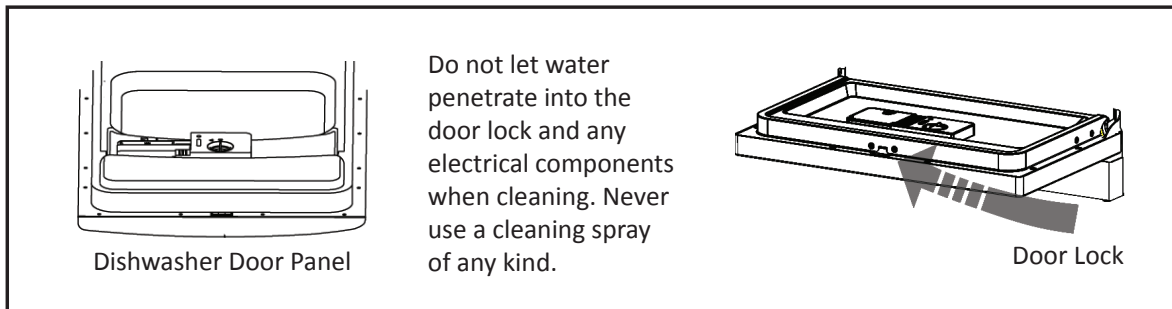 Dishwasher Door Panel
Do not let water
penetrate into the
door lock and any
electrical components
when cleaning. Never
use a cleaning spray
of any kind.
Door Lock